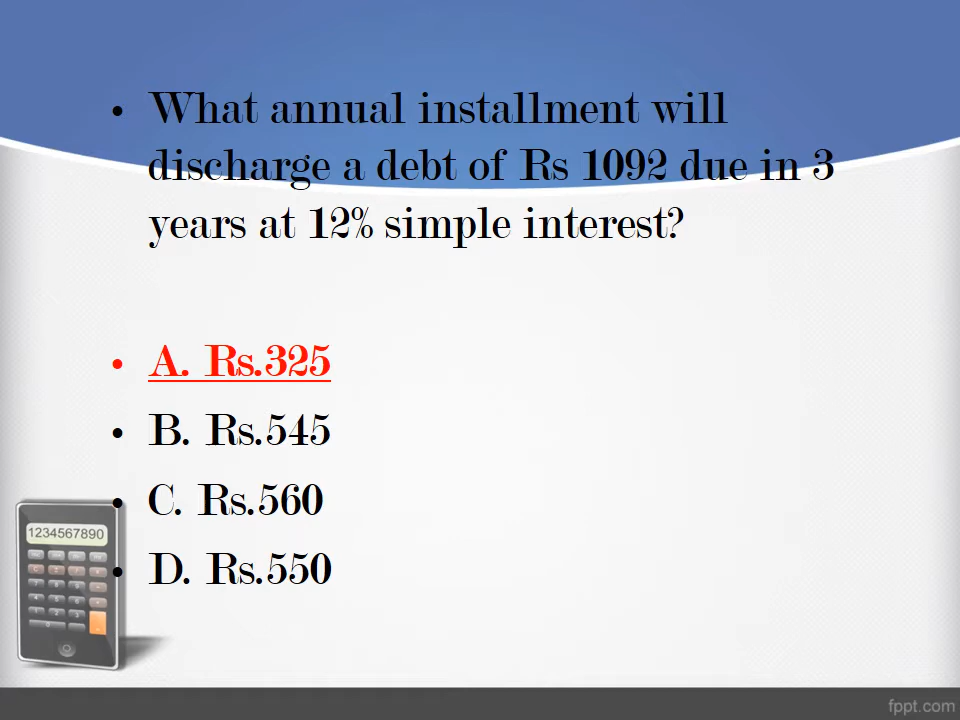 • What annual installment will
discharge a debt of Rs 1092 due in 3
years at 12% simple interest?
• A. Rs.325
• B. Rs.545
• C. Rs.560
• D. Rs.550
1234567890
fppt.com